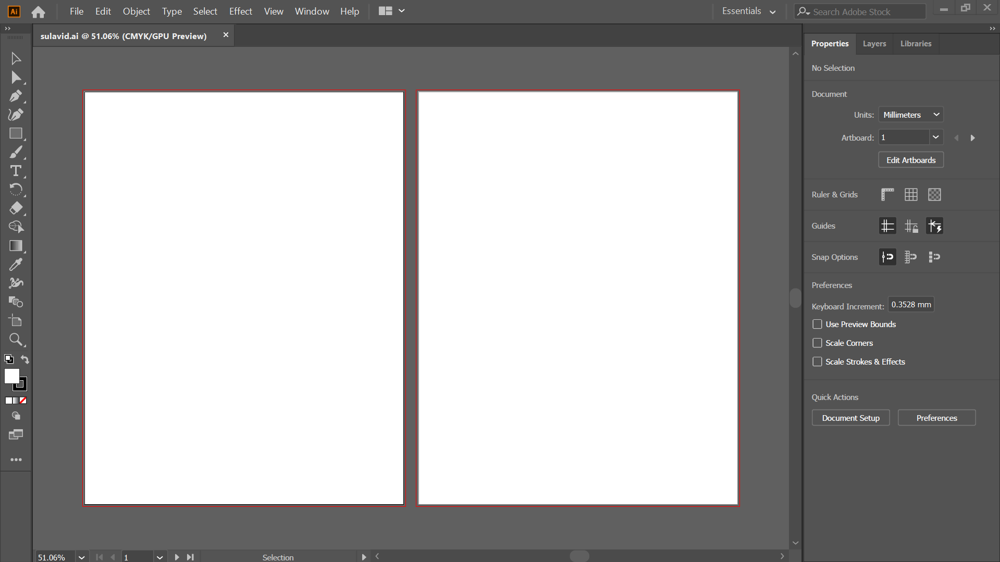 Ai File Edit Object Type Select Effect View Window Help Essentials Search Adobe Stock
sulavid.ai @ 51.06% (CMYK/GPU Preview)
Properties Layers Libraries
No Selection
Document
Units: Millimeters
Artboard: 1
Edit Artboards
Ruler & Grids
Guides
Snap Options
Preferences
Keyboard Increment: 0.3528 mm
Use Preview Bounds
Scale Corners
Scale Strokes & Effects
Quick Actions
Document Setup Preferences
51.06% 1 Selection